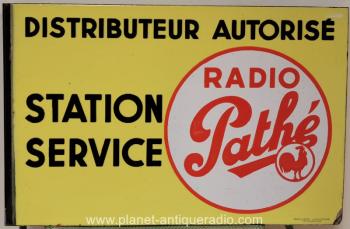 DISTRIBUTEUR AUTORISÉ
STATION
SERVICE
RADIO
Pathé
www.planet-antiqueradio.com